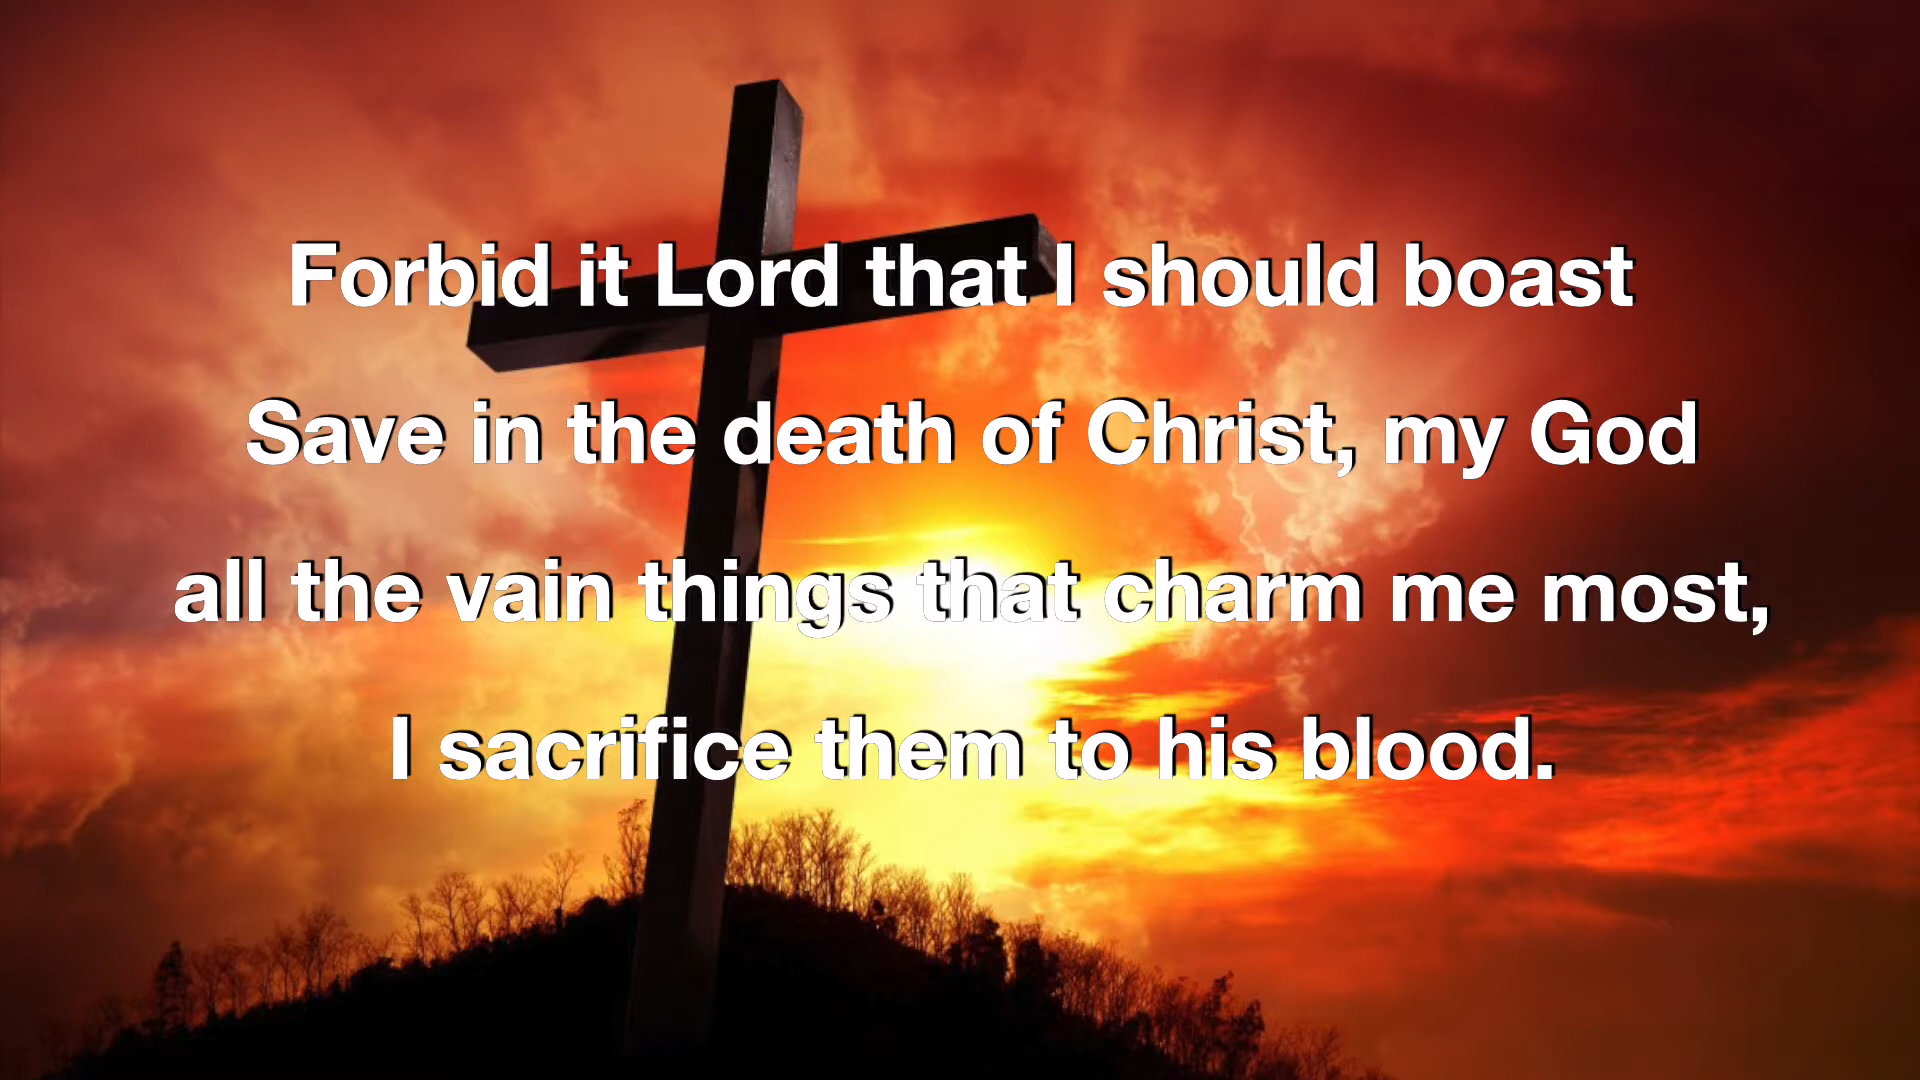 Forbid it Lord that I should boast
Save in the death of Christ, my God
all the vain things that charm me most,
I sacrifice them to his blood.